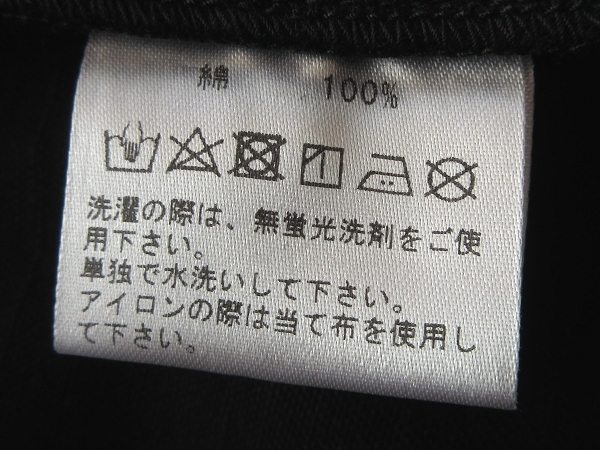 綿 100%
洗濯の際は、無蛍光洗剤をご使
用下さい。
単独で水洗いして下さい。
アイロンの際は当て布を使用し
て下さい。